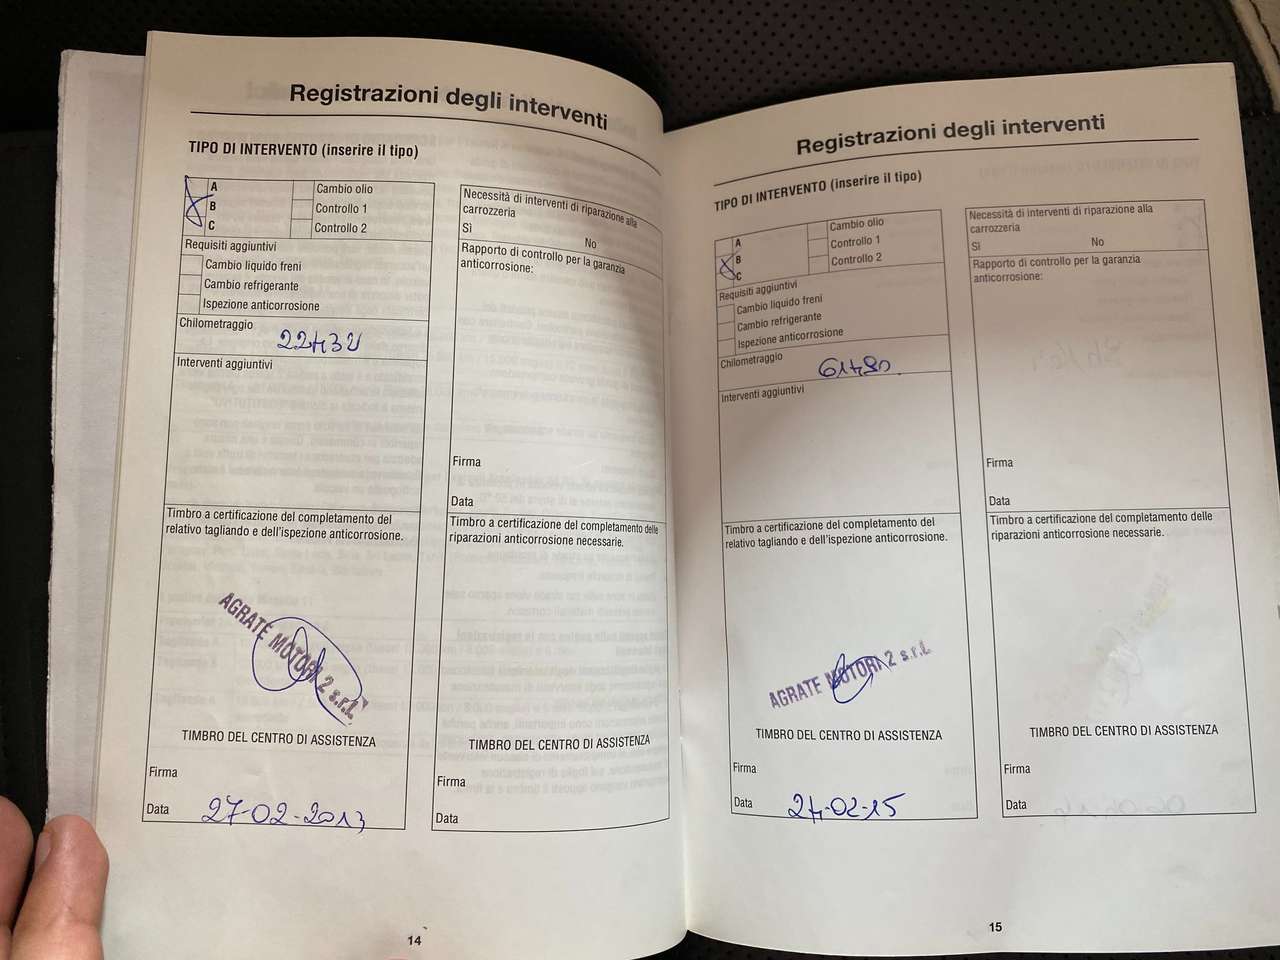 Registrazioni degli interventi
TIPO DI INTERVENTO (inserire il tipo)
A
B
C
Cambio olio
Controllo 1
Controllo 2
Requisiti aggiuntivi
Cambio liquido freni
Cambio refrigerante
Ispezione anticorrosione
Chilometraggio
22432
Interventi aggiuntivi
Timbro a certificazione del completamento del
relativo tagliando e dell'ispezione anticorrosione.
AGRATE MOTORI 2 s.r.l.
TIMBRO DEL CENTRO DI ASSISTENZA
Firma
Data 27-02-2013
Necessità di interventi di riparazione alla
carrozzeria
Sì No
Rapporto di controllo per la garanzia
anticorrosione:
Firma
Data
Timbro a certificazione del completamento delle
riparazioni anticorrosione necessarie.
TIMBRO DEL CENTRO DI ASSISTENZA
Firma
Data
14
Registrazioni degli interventi
TIPO DI INTERVENTO (inserire il tipo)
A
B
C
Cambio olio
Controllo 1
Controllo 2
Requisiti aggiuntivi
Cambio liquido freni
Cambio refrigerante
Ispezione anticorrosione
Chilometraggio
61480
Interventi aggiuntivi
Timbro a certificazione del completamento del
relativo tagliando e dell'ispezione anticorrosione.
AGRATE MOTORI 2 s.r.l.
TIMBRO DEL CENTRO DI ASSISTENZA
Firma
Data 24-02-15
Necessità di interventi di riparazione alla
carrozzeria
Sì No
Rapporto di controllo per la garanzia
anticorrosione:
Firma
Data
Timbro a certificazione del completamento delle
riparazioni anticorrosione necessarie.
TIMBRO DEL CENTRO DI ASSISTENZA
Firma
Data
15